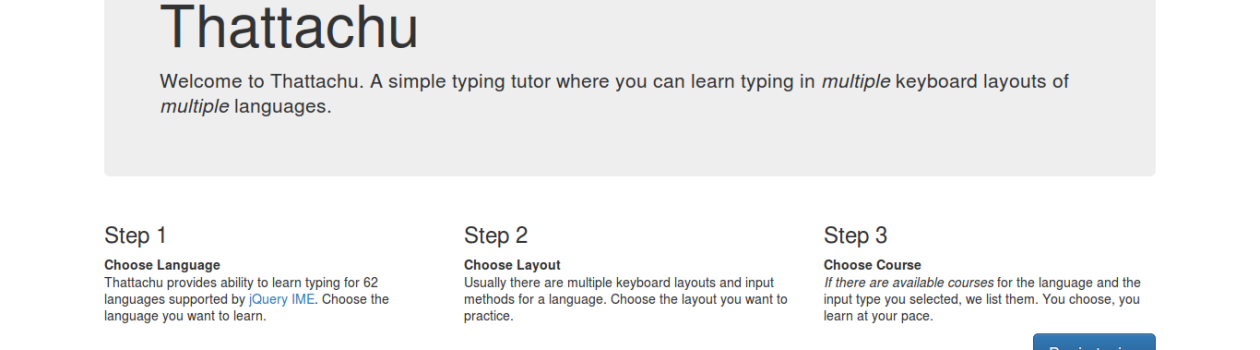 Thattachu
Welcome to Thattachu. A simple typing tutor where you can learn typing in multiple keyboard layouts of
multiple languages.
Step 1
Choose Language
Thattachu provides ability to learn typing for 62
languages supported by jQuery IME. Choose the
language you want to learn.
Step 2
Choose Layout
Usually there are multiple keyboard layouts and input
methods for a language. Choose the layout you want to
practice.
Step 3
Choose Course
If there are available courses for the language and the
input type you selected, we list them. You choose, you
learn at your pace.